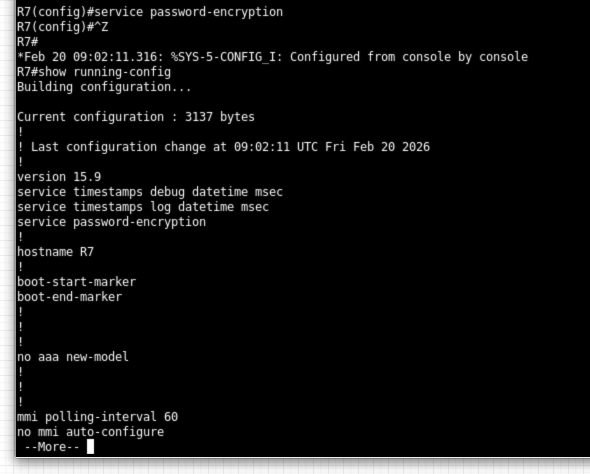 R7(config)#service password-encryption
R7(config)#^Z
R7#
*Feb 20 09:02:11.316: %SYS-5-CONFIG_I: Configured from console by console
R7#show running-config
Building configuration...
Current configuration : 3137 bytes
!
! Last configuration change at 09:02:11 UTC Fri Feb 20 2026
!
version 15.9
service timestamps debug datetime msec
service timestamps log datetime msec
service password-encryption
!
hostname R7
!
boot-start-marker
boot-end-marker
!
!
!
no aaa new-model
!
!
!
mmi polling-interval 60
no mmi auto-configure
--More--